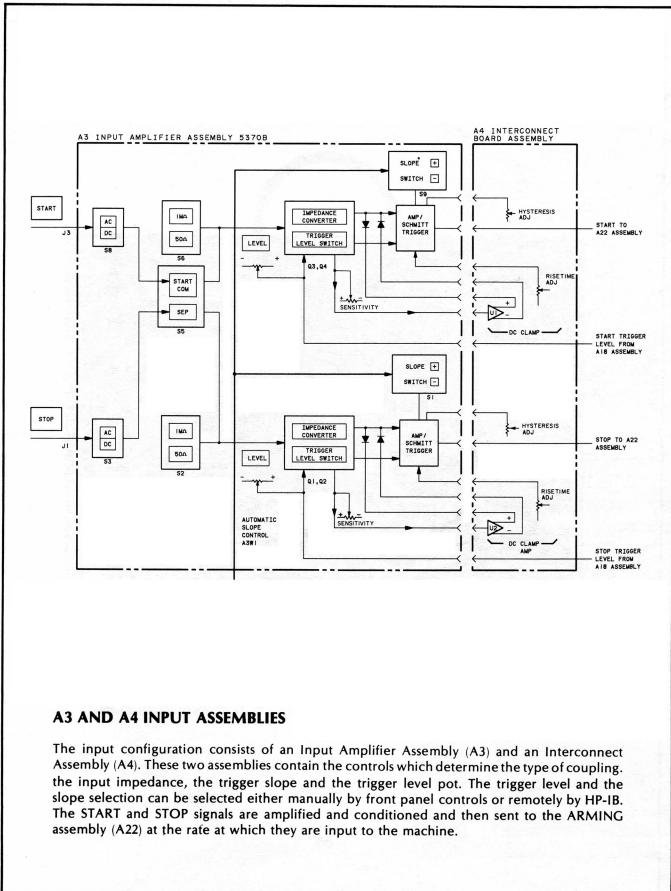 A3 INPUT AMPLIFIER ASSEMBLY 5370B
A4 INTERCONNECT
BOARD ASSEMBLY
START
J3
AC
DC
S8
1MΩ
50Ω
S6
START
COM
SEP
S5
LEVEL
- +
IMPEDANCE
CONVERTER
TRIGGER
LEVEL SWITCH
Q3,Q4
+ -
SENSITIVITY
SLOPE +
SWITCH -
S9
AMP/
SCHMITT
TRIGGER
HYSTERESIS
ADJ
START TO
A22 ASSEMBLY
RISETIME
ADJ
+
U1
-
DC CLAMP
START TRIGGER
LEVEL FROM
A18 ASSEMBLY
STOP
J1
AC
DC
S3
1MΩ
50Ω
S2
LEVEL
- +
IMPEDANCE
CONVERTER
TRIGGER
LEVEL SWITCH
Q1,Q2
+ -
SENSITIVITY
SLOPE +
SWITCH -
S1
AMP/
SCHMITT
TRIGGER
HYSTERESIS
ADJ
STOP TO A22
ASSEMBLY
RISETIME
ADJ
+
U2
-
DC CLAMP
AMP
STOP TRIGGER
LEVEL FROM
A18 ASSEMBLY
AUTOMATIC
SLOPE
CONTROL
A3W1
A3 AND A4 INPUT ASSEMBLIES
The input configuration consists of an Input Amplifier Assembly (A3) and an Interconnect
Assembly (A4). These two assemblies contain the controls which determine the type of coupling.
the input impedance, the trigger slope and the trigger level pot. The trigger level and the
slope selection can be selected either manually by front panel controls or remotely by HP-IB.
The START and STOP signals are amplified and conditioned and then sent to the ARMING
assembly (A22) at the rafe at which they are input to the machine.